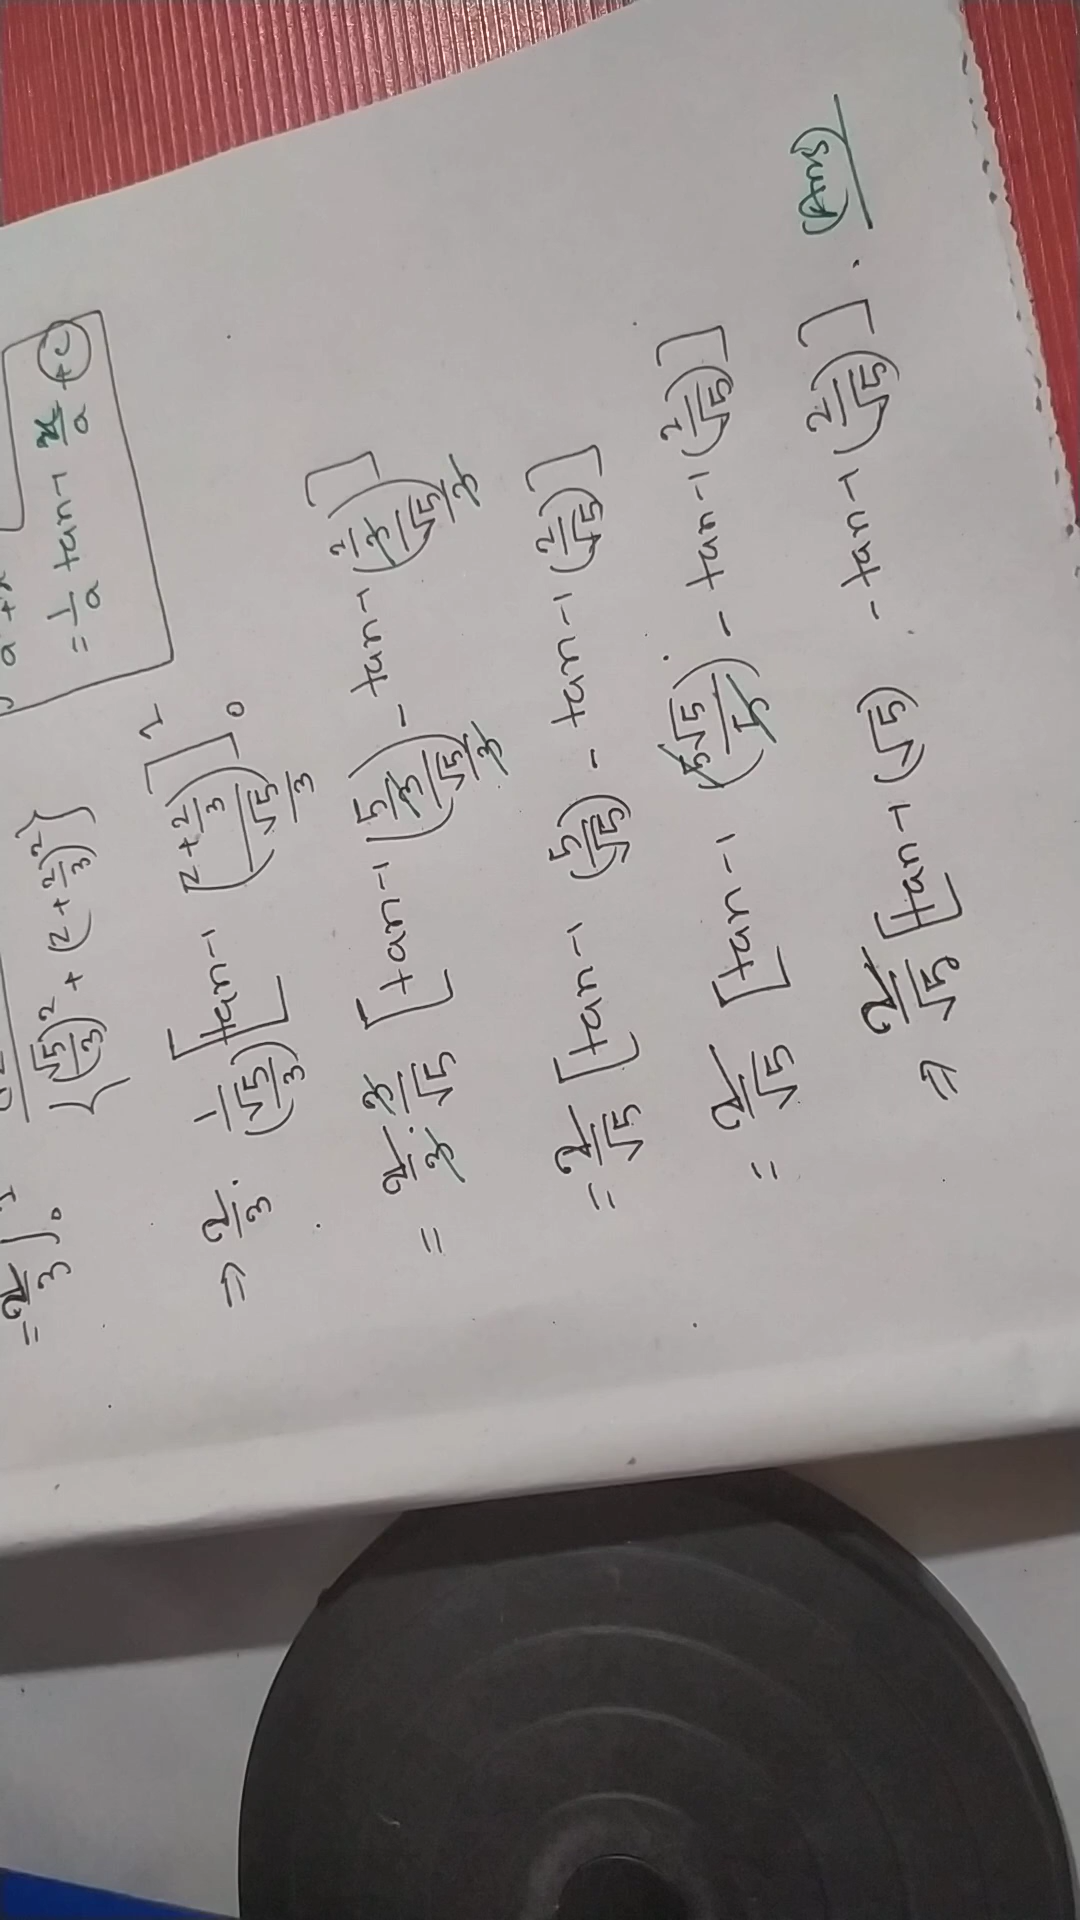 = 1/a tan-1 x/a + c
= 2/3 ∫₀¹ {(√5/3)² + (z + 2/3)²}
⇒ 2/3 · 1/(√5/3) [tan-1 ((z + 2/3)/(√5/3))]₀¹
= 2/3 · 3/√5 [tan-1 ((5/3)/(√5/3)) - tan-1 ((2/3)/(√5/3))]
= 2/√5 [tan-1 (5/√5) - tan-1 (2/√5)]
= 2/√5 [tan-1 (5√5/5) - tan-1 (2/√5)]
⇒ 2/√5 [tan-1 (√5) - tan-1 (2/√5)] . (Ans)